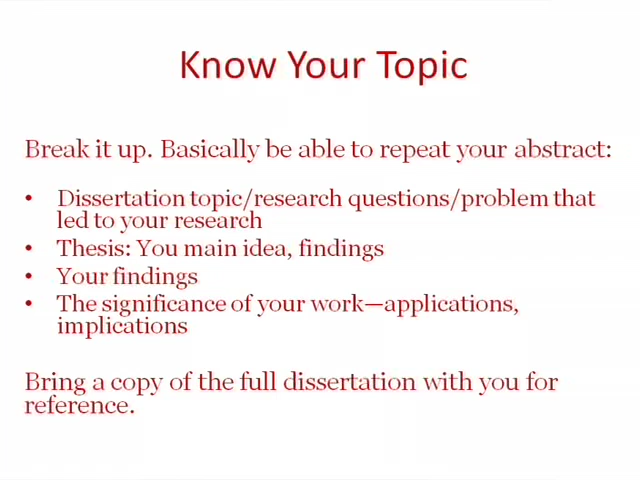 Know Your Topic
Break it up. Basically be able to repeat your abstract:
• Dissertation topic/research questions/problem that
led to your research
• Thesis: You main idea, findings
• Your findings
• The significance of your work—applications,
implications
Bring a copy of the full dissertation with you for
reference.